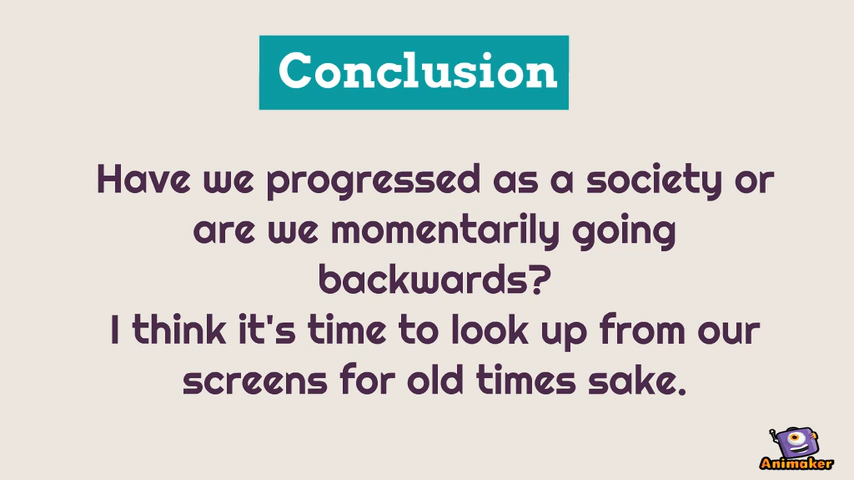 Conclusion
Have we progressed as a society or
are we momentarily going
backwards?
I think it's time to look up from our
screens for old times sake.
Animaker